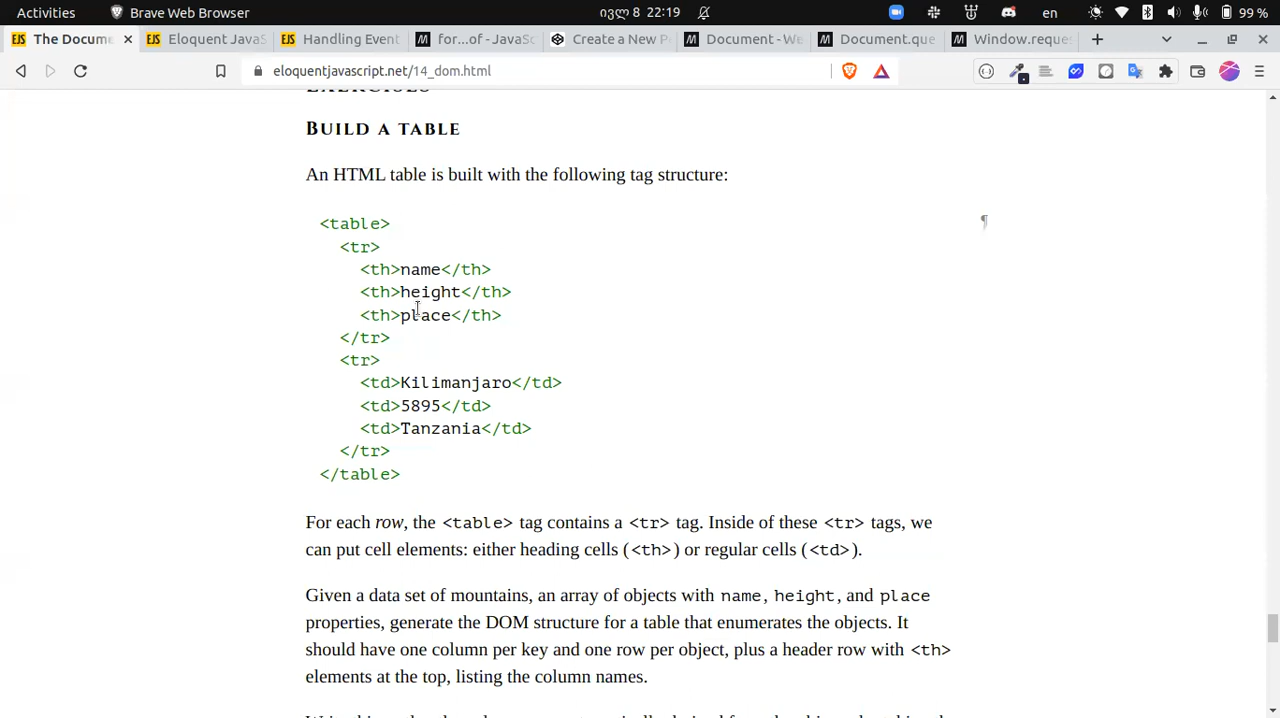 Activities
Brave Web Browser
ივლ 8 22:19
en
99 %
The Docume
Eloquent JavaS
Handling Event
for...of - JavaSc
Create a New P
Document - We
Document.que
Window.reques
eloquentjavascript.net/14_dom.html
Exercises
Build a table
An HTML table is built with the following tag structure:
<table>
<tr>
<th>name</th>
<th>height</th>
<th>place</th>
</tr>
<tr>
<td>Kilimanjaro</td>
<td>5895</td>
<td>Tanzania</td>
</tr>
</table>
¶
For each row, the <table> tag contains a <tr> tag. Inside of these <tr> tags, we
can put cell elements: either heading cells (<th>) or regular cells (<td>).
Given a data set of mountains, an array of objects with name, height, and place
properties, generate the DOM structure for a table that enumerates the objects. It
should have one column per key and one row per object, plus a header row with <th>
elements at the top, listing the column names.